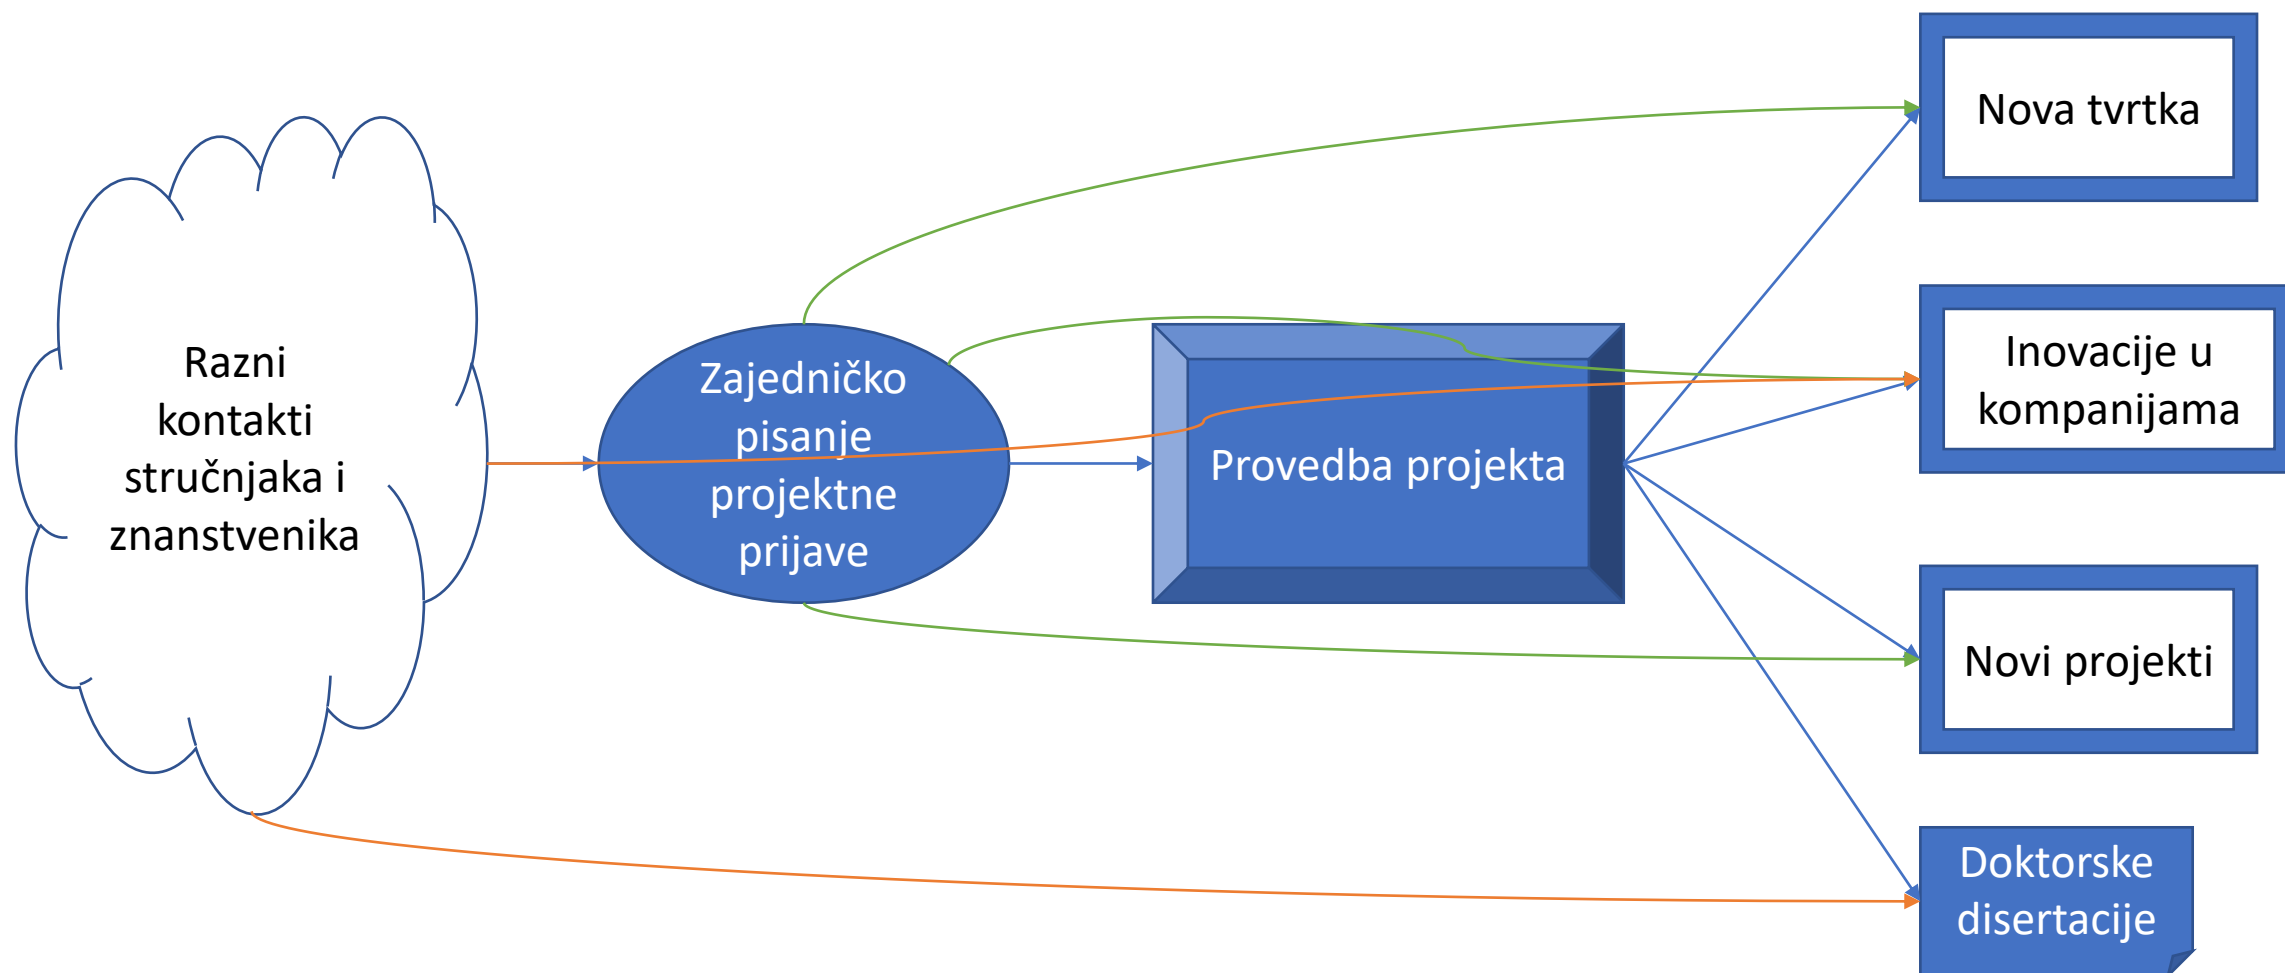 Razni
kontakti
stručnjaka i
znanstvenika
Zajedničko
pisanje
projektne
prijave
Provedba projekta
Nova tvrtka
Inovacije u
kompanijama
Novi projekti
Doktorske
disertacije